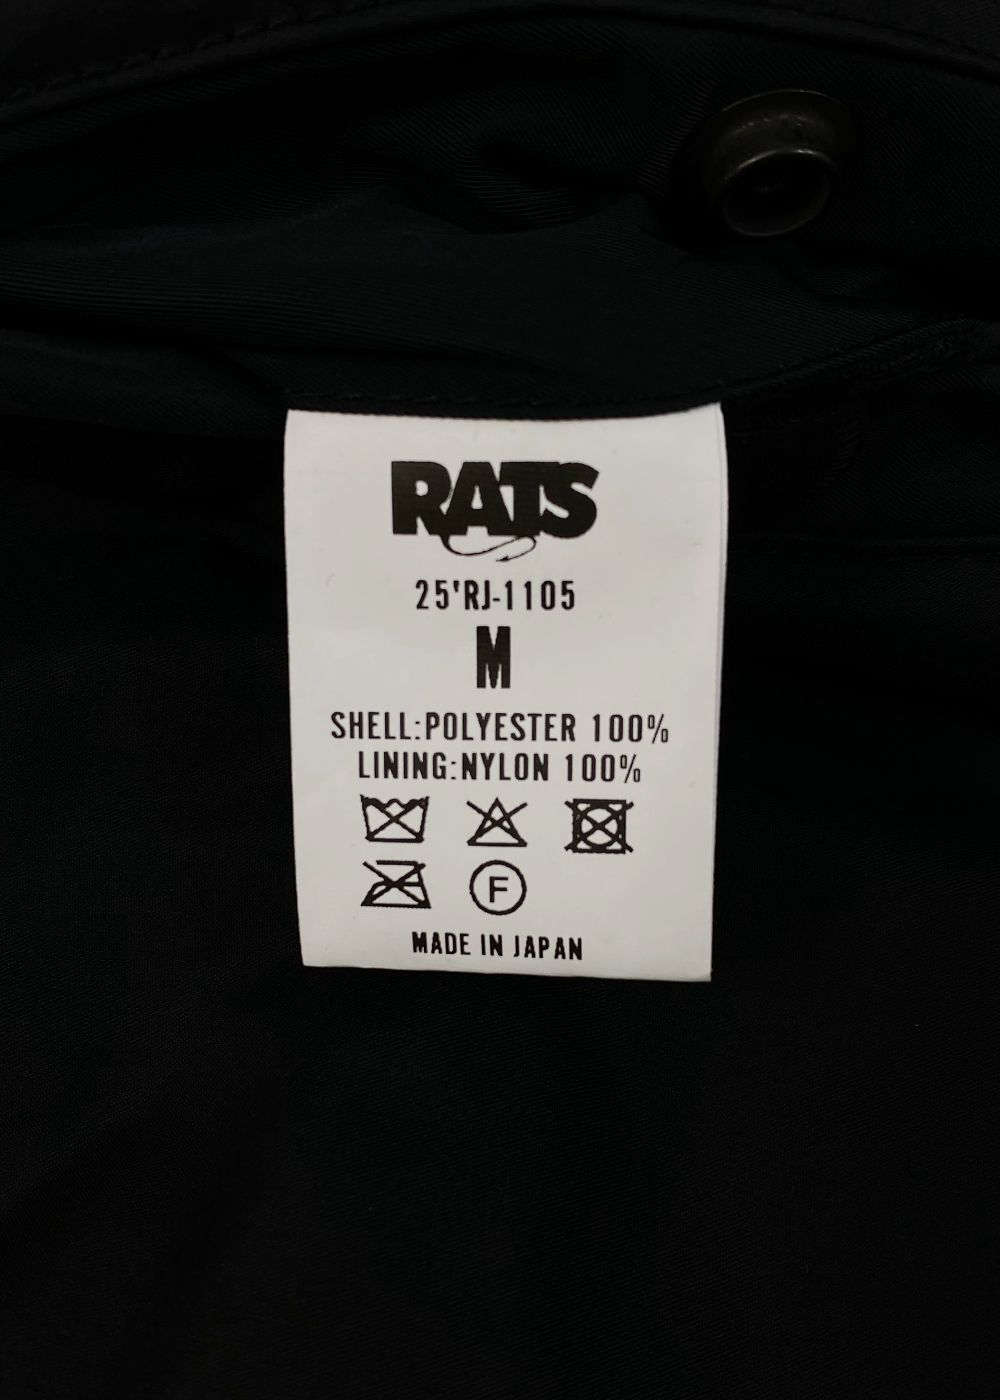 RATS
25'RJ-1105
M
SHELL:POLYESTER 100%
LINING:NYLON 100%
F
MADE IN JAPAN